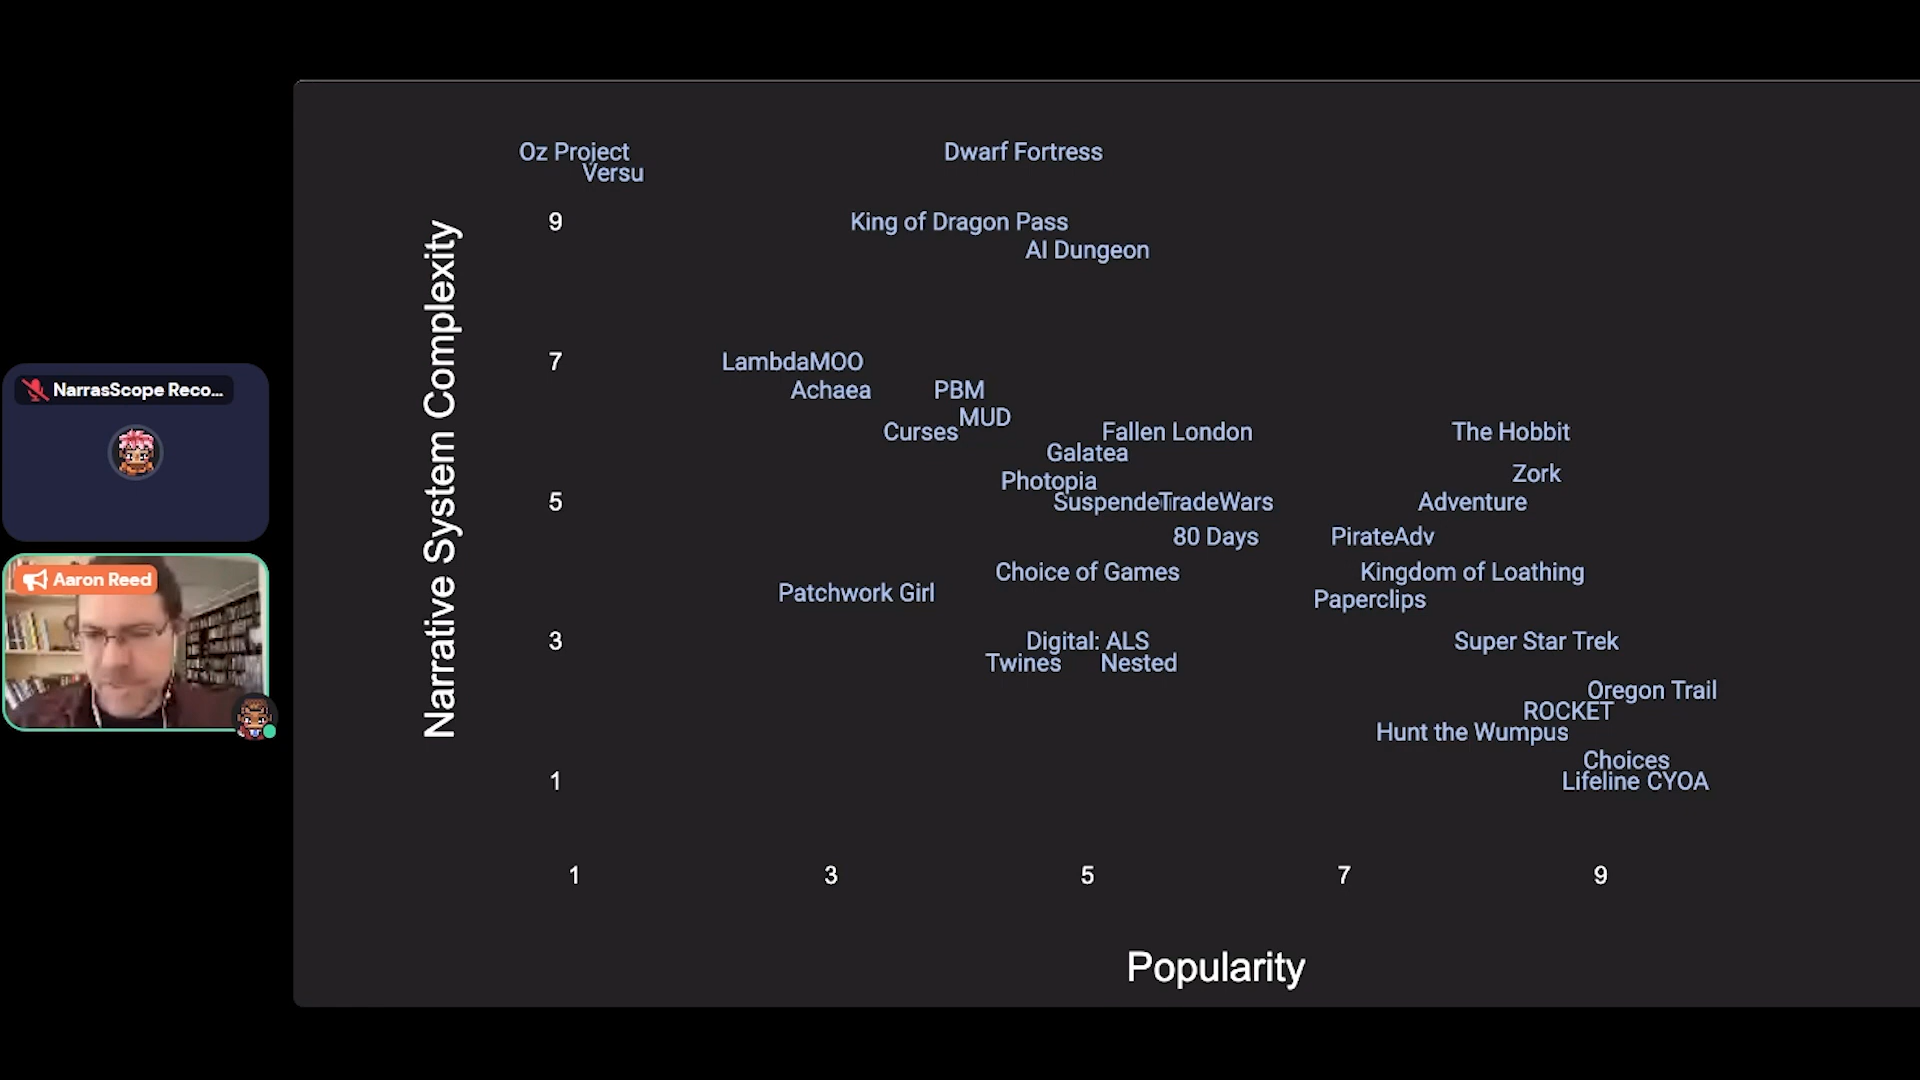 Oz Project
Versu
Dwarf Fortress
9
King of Dragon Pass
AI Dungeon
Narrative System Complexity
7
LambdaMOO
Achaea
PBM
MUD
Curses
Fallen London
The Hobbit
Galatea
Zork
Photopia
5
Suspende
TradeWars
Adventure
80 Days
PirateAdv
Choice of Games
Kingdom of Loathing
Patchwork Girl
Paperclips
3
Digital: ALS
Super Star Trek
Twines
Nested
Oregon Trail
ROCKET
Hunt the Wumpus
Choices
1
Lifeline CYOA
1 3 5 7 9
Popularity
NarrasScope Reco...
Aaron Reed